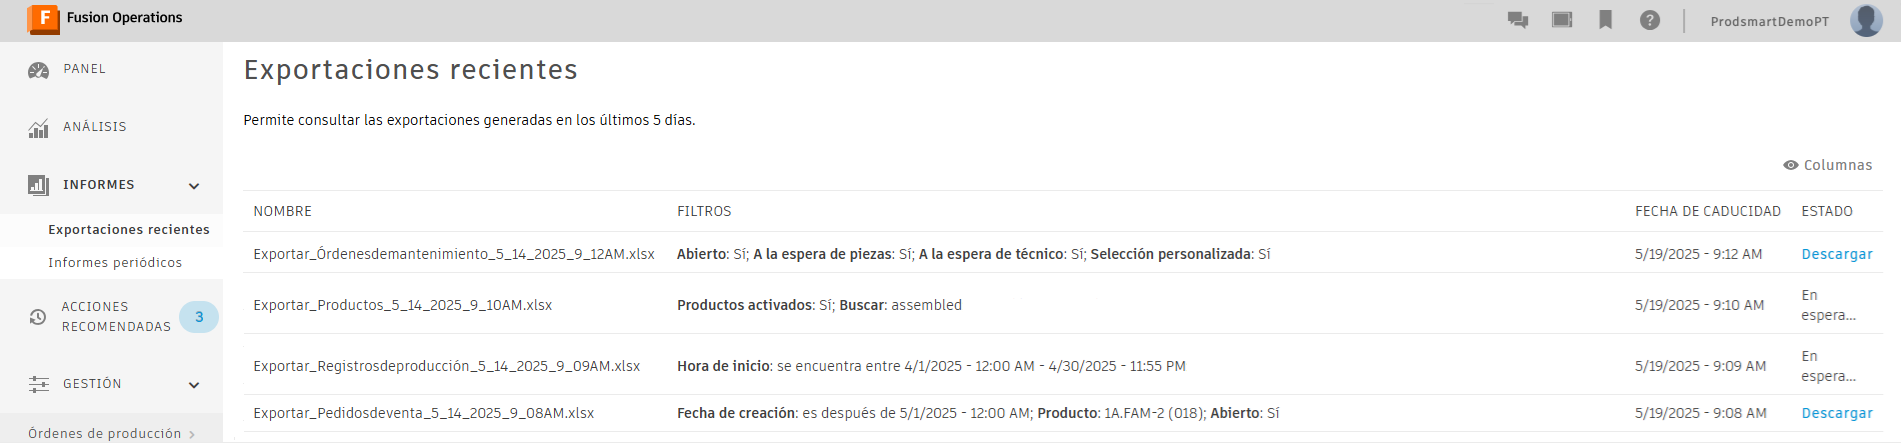 F Fusion Operations
? ProdsmartDemoPT
PANEL
ANÁLISIS
INFORMES
Exportaciones recientes
Informes periódicos
ACCIONES
RECOMENDADAS
3
GESTIÓN
Órdenes de producción
Exportaciones recientes
Permite consultar las exportaciones generadas en los últimos 5 días.
Columnas
NOMBRE FILTROS FECHA DE CADUCIDAD ESTADO
Exportar_Órdenesdemantenimiento_5_14_2025_9_12AM.xlsx Abierto: Sí; A la espera de piezas: Sí; A la espera de técnico: Sí; Selección personalizada: Sí 5/19/2025 - 9:12 AM Descargar
Exportar_Productos_5_14_2025_9_10AM.xlsx Productos activados: Sí; Buscar: assembled 5/19/2025 - 9:10 AM En
espera...
Exportar_Registrosdeproducción_5_14_2025_9_09AM.xlsx Hora de inicio: se encuentra entre 4/1/2025 - 12:00 AM - 4/30/2025 - 11:55 PM 5/19/2025 - 9:09 AM En
espera...
Exportar_Pedidosdeventa_5_14_2025_9_08AM.xlsx Fecha de creación: es después de 5/1/2025 - 12:00 AM; Producto: 1A.FAM-2 (018); Abierto: Sí 5/19/2025 - 9:08 AM Descargar